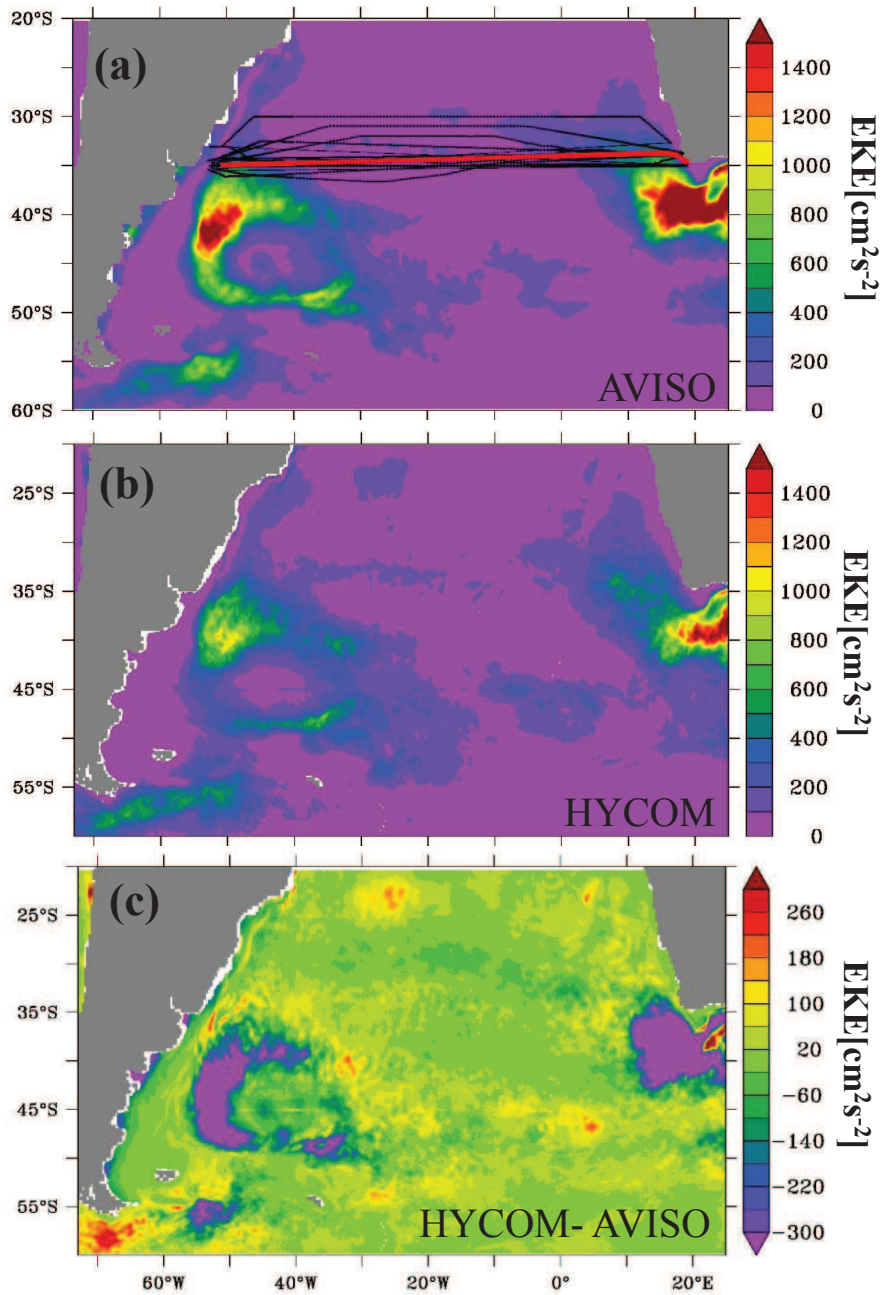 (a)
20°S
30°S
40°S
50°S
60°S
AVISO
1400
1200
1000
800
600
400
200
0
EKE[cm²s⁻²]
(b)
25°S
35°S
45°S
55°S
HYCOM
1400
1200
1000
800
600
400
200
0
EKE[cm²s⁻²]
(c)
25°S
35°S
45°S
55°S
HYCOM- AVISO
60°W
40°W
20°W
0°
20°E
260
180
100
20
-60
-140
-220
-300
EKE[cm²s⁻²]